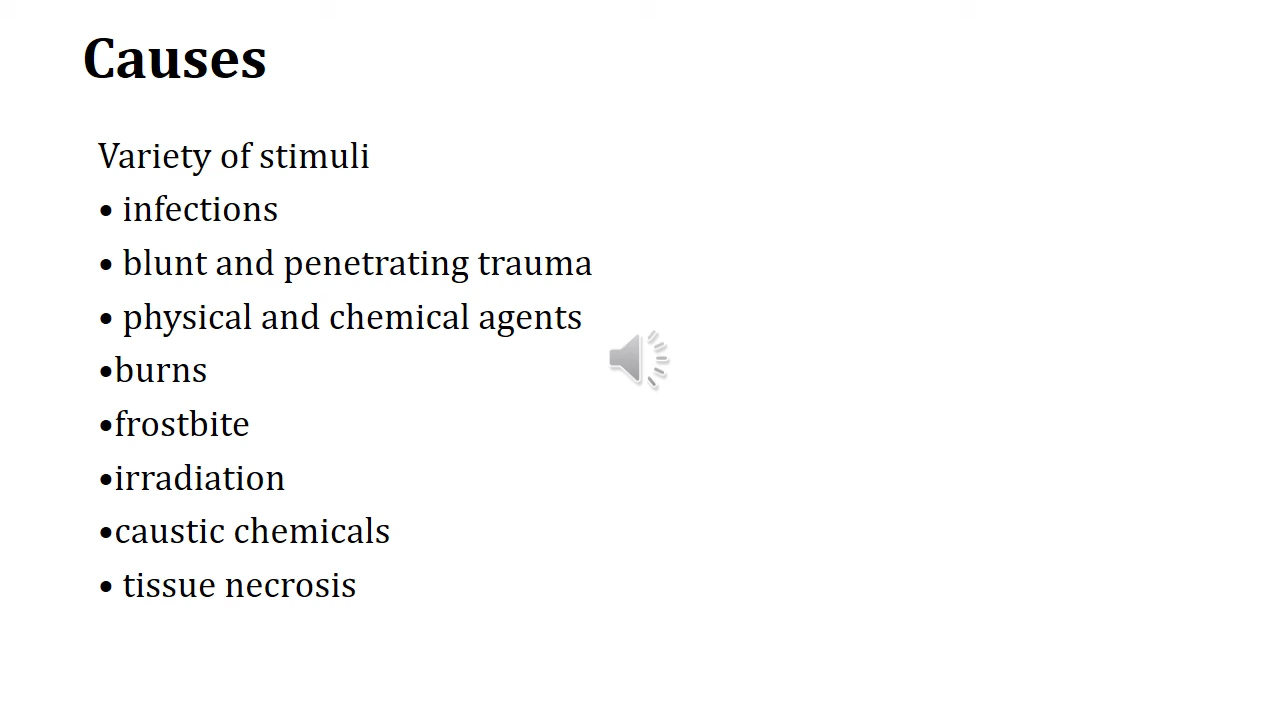 Causes
Variety of stimuli
• infections
• blunt and penetrating trauma
• physical and chemical agents
•burns
•frostbite
•irradiation
•caustic chemicals
• tissue necrosis